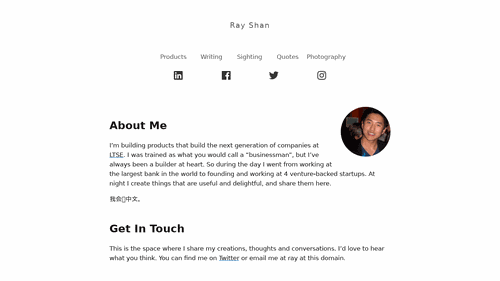 Ray Shan
Products Writing Sighting Quotes Photography
About Me
I'm building products that build the next generation of companies at
LTSE. I was trained as what you would call a "businessman", but I've
always been a builder at heart. So during the day I went from working at
the largest bank in the world to founding and working at 4 venture-backed startups. At
night I create things that are useful and delightful, and share them here.
我会▯中文。
Get In Touch
This is the space where I share my creations, thoughts and conversations. I'd love to hear
what you think. You can find me on Twitter or email me at ray at this domain.